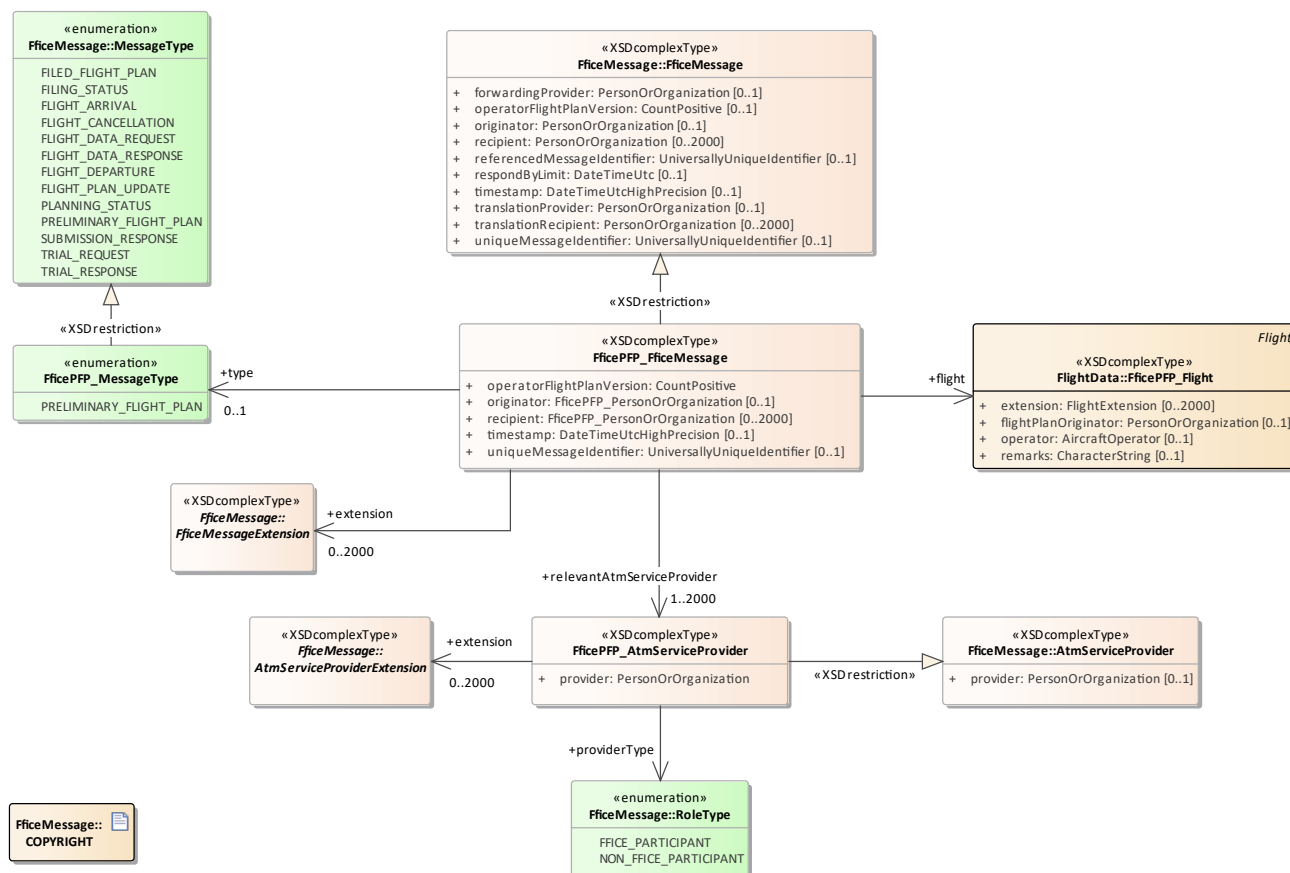 «enumeration»
FficeMessage::MessageType
FILED_FLIGHT_PLAN
FILING_STATUS
FLIGHT_ARRIVAL
FLIGHT_CANCELLATION
FLIGHT_DATA_REQUEST
FLIGHT_DATA_RESPONSE
FLIGHT_DEPARTURE
FLIGHT_PLAN_UPDATE
PLANNING_STATUS
PRELIMINARY_FLIGHT_PLAN
SUBMISSION_RESPONSE
TRIAL_REQUEST
TRIAL_RESPONSE
«XSDcomplexType»
FficeMessage::FficeMessage
+ forwardingProvider: PersonOrOrganization [0..1]
+ operatorFlightPlanVersion: CountPositive [0..1]
+ originator: PersonOrOrganization [0..1]
+ recipient: PersonOrOrganization [0..2000]
+ referencedMessageIdentifier: UniversallyUniqueIdentifier [0..1]
+ respondByLimit: DateTimeUtc [0..1]
+ timestamp: DateTimeUtcHighPrecision [0..1]
+ translationProvider: PersonOrOrganization [0..1]
+ translationRecipient: PersonOrOrganization [0..2000]
+ uniqueMessageIdentifier: UniversallyUniqueIdentifier [0..1]
«XSDrestriction»
«XSDrestriction»
«enumeration»
FficePFP_MessageType
PRELIMINARY_FLIGHT_PLAN
+type
0..1
«XSDcomplexType»
FficePFP_FficeMessage
+ operatorFlightPlanVersion: CountPositive
+ originator: FficePFP_PersonOrOrganization [0..1]
+ recipient: FficePFP_PersonOrOrganization [0..2000]
+ timestamp: DateTimeUtcHighPrecision [0..1]
+ uniqueMessageIdentifier: UniversallyUniqueIdentifier [0..1]
+flight
Flight
«XSDcomplexType»
FlightData::FficePFP_Flight
+ extension: FlightExtension [0..2000]
+ flightPlanOriginator: PersonOrOrganization [0..1]
+ operator: AircraftOperator [0..1]
+ remarks: CharacterString [0..1]
«XSDcomplexType»
FficeMessage::
FficeMessageExtension
+extension
0..2000
+relevantAtmServiceProvider
1..2000
«XSDcomplexType»
FficeMessage::
AtmServiceProviderExtension
+extension
0..2000
«XSDcomplexType»
FficePFP_AtmServiceProvider
+ provider: PersonOrOrganization
«XSDrestriction»
«XSDcomplexType»
FficeMessage::AtmServiceProvider
+ provider: PersonOrOrganization [0..1]
+providerType
«enumeration»
FficeMessage::RoleType
FFICE_PARTICIPANT
NON_FFICE_PARTICIPANT
FficeMessage::
COPYRIGHT